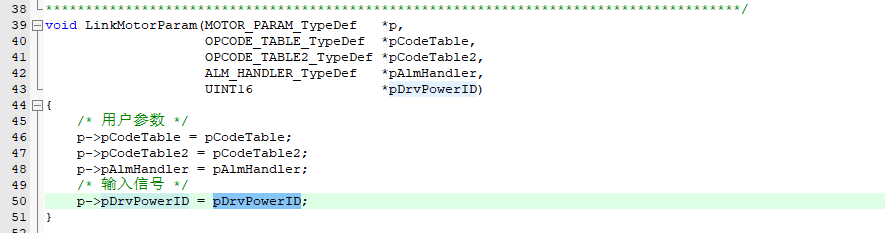 38 **************************************************************************************/
39 void LinkMotorParam(MOTOR_PARAM_TypeDef *p,
40 OPCODE_TABLE_TypeDef *pCodeTable,
41 OPCODE_TABLE2_TypeDef *pCodeTable2,
42 ALM_HANDLER_TypeDef *pAlmHandler,
43 UINT16 *pDrvPowerID)
44 {
45 /* 用户参数 */
46 p->pCodeTable = pCodeTable;
47 p->pCodeTable2 = pCodeTable2;
48 p->pAlmHandler = pAlmHandler;
49 /* 输入信号 */
50 p->pDrvPowerID = pDrvPowerID;
51 }
52